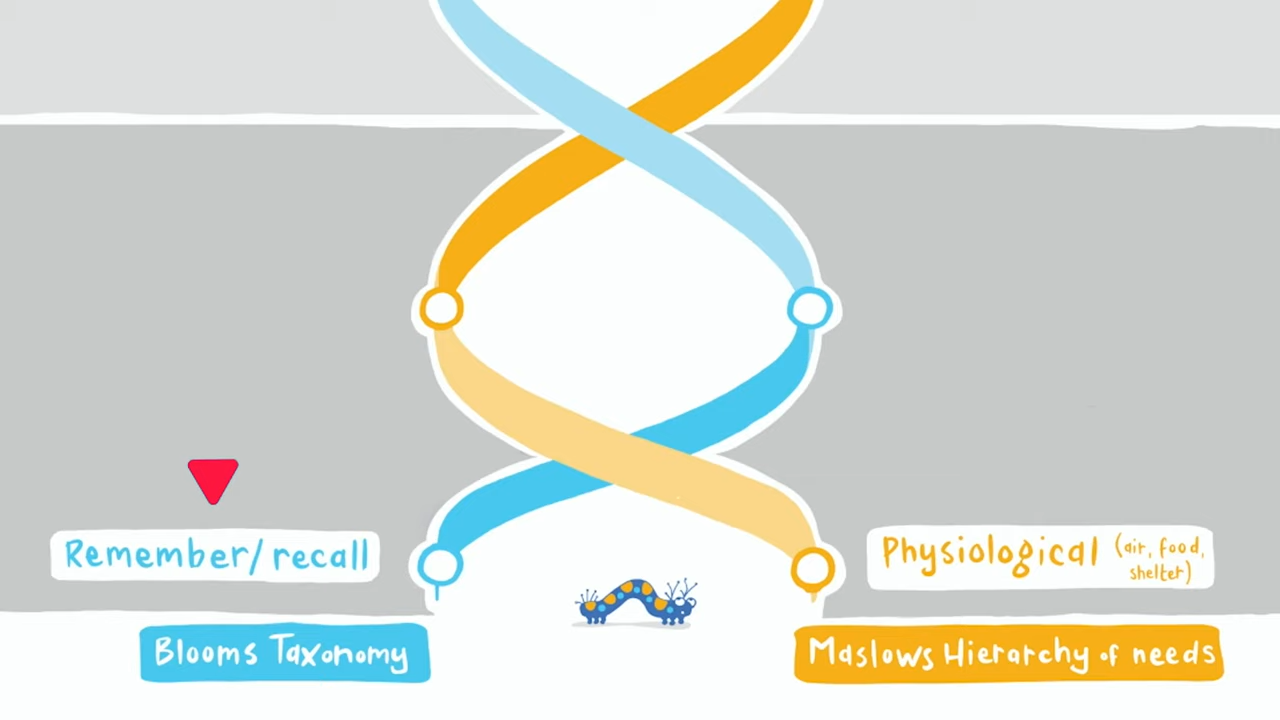 Remember/recall
Physiological (air, food,
shelter)
Blooms Taxonomy
Maslows Hierarchy of needs